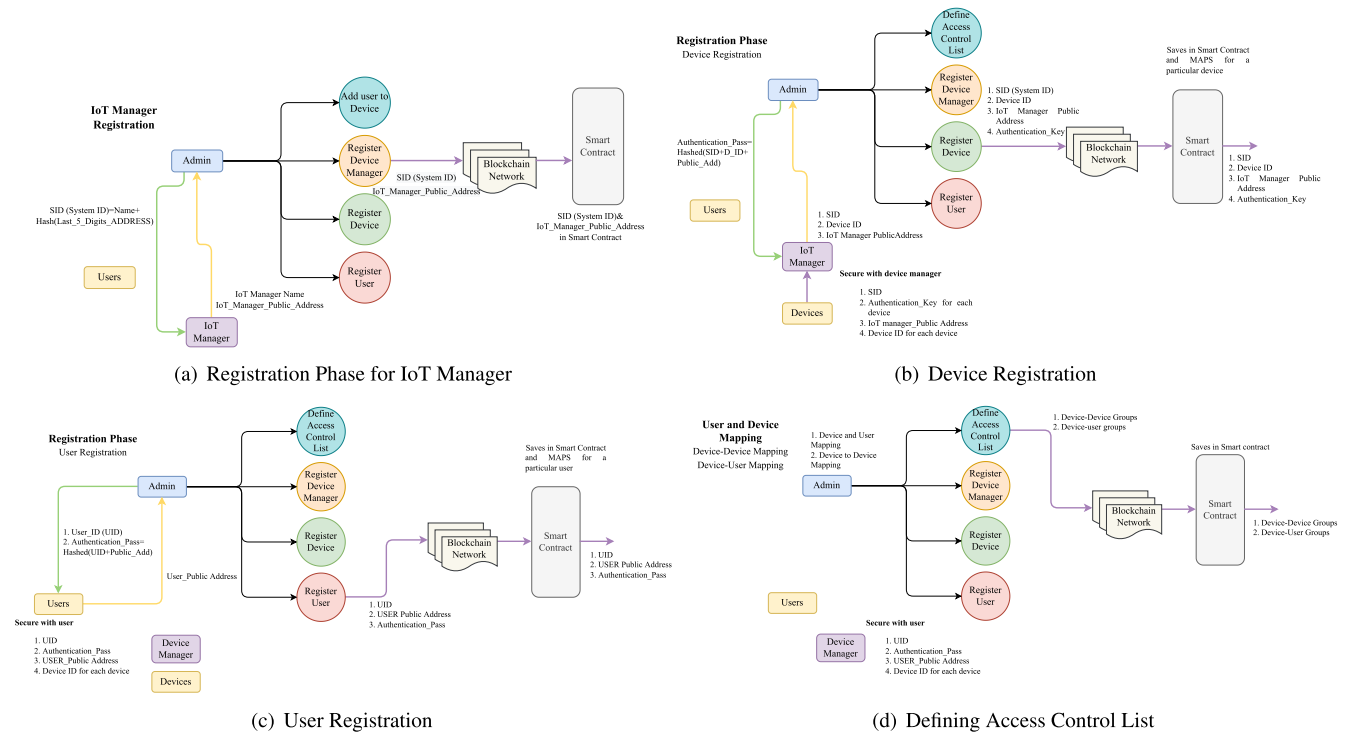 IoT Manager
Registration
Add user to
Device
Admin
Register
Device
Manager
SID (System ID)
IoT_Manager_Public_Address
Blockchain
Network
Smart
Contract
SID (System ID)=Name+
Hash(Last_5_Digits_ADDRESS)
Register
Device
SID (System ID)&
IoT_Manager_Public_Address
in Smart Contract
Users
Register
User
IoT Manager Name
IoT_Manager_Public_Address
IoT
Manager
(a) Registration Phase for IoT Manager
Registration Phase
Device Registration
Define
Access
Control
List
Saves in Smart Contract
and MAPS for a
particular device
Admin
Register
Device
Manager
1. SID (System ID)
2. Device ID
3. IoT Manager Public
Address
4. Authentication_Key
Authentication_Pass=
Hashed(SID+D_ID+
Public_Add)
Register
Device
Blockchain
Network
Smart
Contract
1. SID
2. Device ID
3. IoT Manager Public
Address
4. Authentication_Key
Users
Register
User
1. SID
2. Device ID
3. IoT Manager PublicAddress
IoT
Manager
Secure with device manager
Devices
1. SID
2. Authentication_Key for each
device
3. IoT manager_Public Address
4. Device ID for each device
(b) Device Registration
Registration Phase
User Registration
Define
Access
Control
List
Saves in Smart Contract
and MAPS for a
particular user
Admin
Register
Device
Manager
1. User_ID (UID)
2. Authentication_Pass=
Hashed(UID+Public_Add)
Register
Device
Blockchain
Network
Smart
Contract
1. UID
2. USER Public Address
3. Authentication_Pass
User_Public Address
Users
Register
User
1. UID
2. USER Public Address
3. Authentication_Pass
Secure with user
1. UID
2. Authentication_Pass
3. USER_Public Address
4. Device ID for each device
Device
Manager
Devices
(c) User Registration
User and Device
Mapping
Device-Device Mapping
Device-User Mapping
1. Device and User
Mapping
2. Device to Device
Mapping
Admin
Define
Access
Control
List
1. Device-Device Groups
2. Device-user groups
Saves in Smart contract
Register
Device
Manager
Blockchain
Network
Smart
Contract
1. Device-Device Groups
2. Device-User Groups
Register
Device
Users
Register
User
Secure with user
Device
Manager
1. UID
2. Authentication_Pass
3. USER_Public Address
4. Device ID for each device
(d) Defining Access Control List